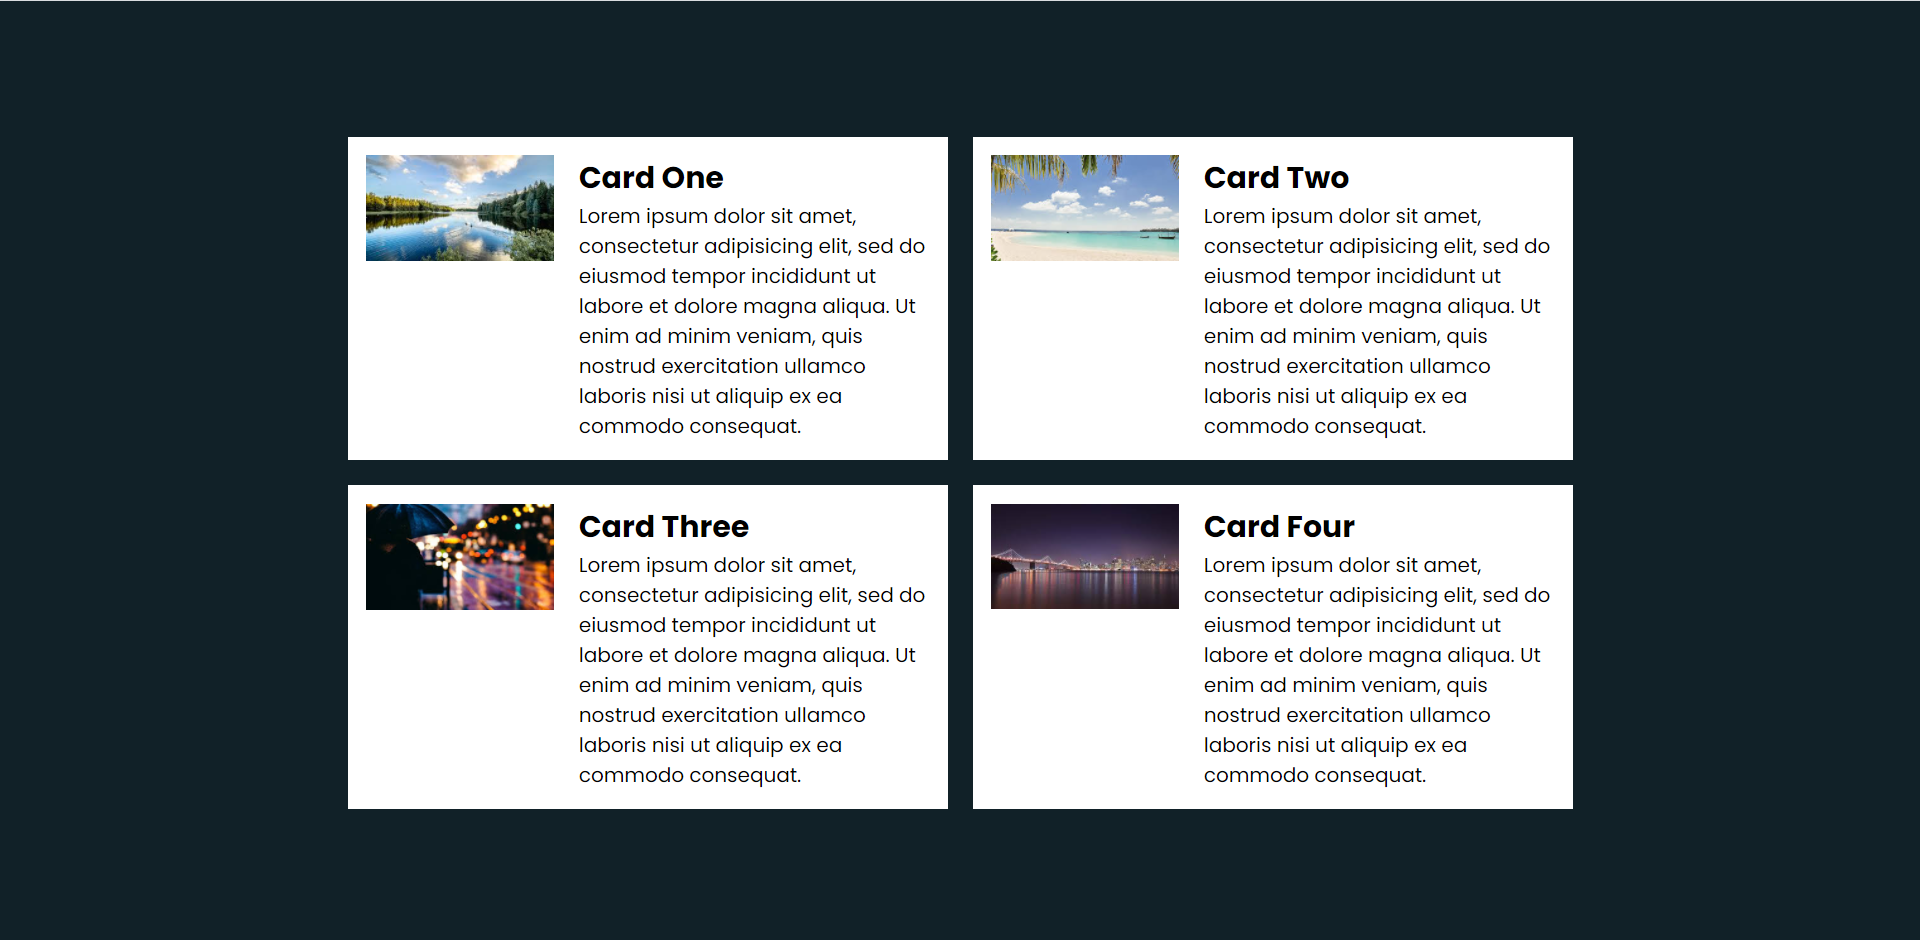 Card One
Lorem ipsum dolor sit amet,
consectetur adipisicing elit, sed do
eiusmod tempor incididunt ut
labore et dolore magna aliqua. Ut
enim ad minim veniam, quis
nostrud exercitation ullamco
laboris nisi ut aliquip ex ea
commodo consequat.
Card Two
Lorem ipsum dolor sit amet,
consectetur adipisicing elit, sed do
eiusmod tempor incididunt ut
labore et dolore magna aliqua. Ut
enim ad minim veniam, quis
nostrud exercitation ullamco
laboris nisi ut aliquip ex ea
commodo consequat.
Card Three
Lorem ipsum dolor sit amet,
consectetur adipisicing elit, sed do
eiusmod tempor incididunt ut
labore et dolore magna aliqua. Ut
enim ad minim veniam, quis
nostrud exercitation ullamco
laboris nisi ut aliquip ex ea
commodo consequat.
Card Four
Lorem ipsum dolor sit amet,
consectetur adipisicing elit, sed do
eiusmod tempor incididunt ut
labore et dolore magna aliqua. Ut
enim ad minim veniam, quis
nostrud exercitation ullamco
laboris nisi ut aliquip ex ea
commodo consequat.